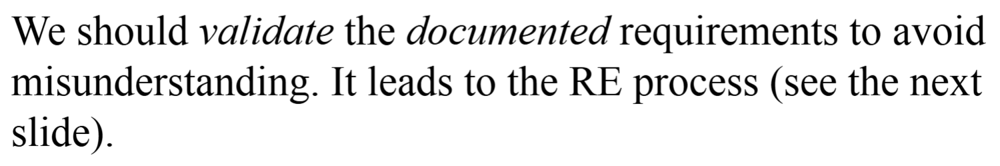 We should validate the documented requirements to avoid
misunderstanding. It leads to the RE process (see the next
slide).